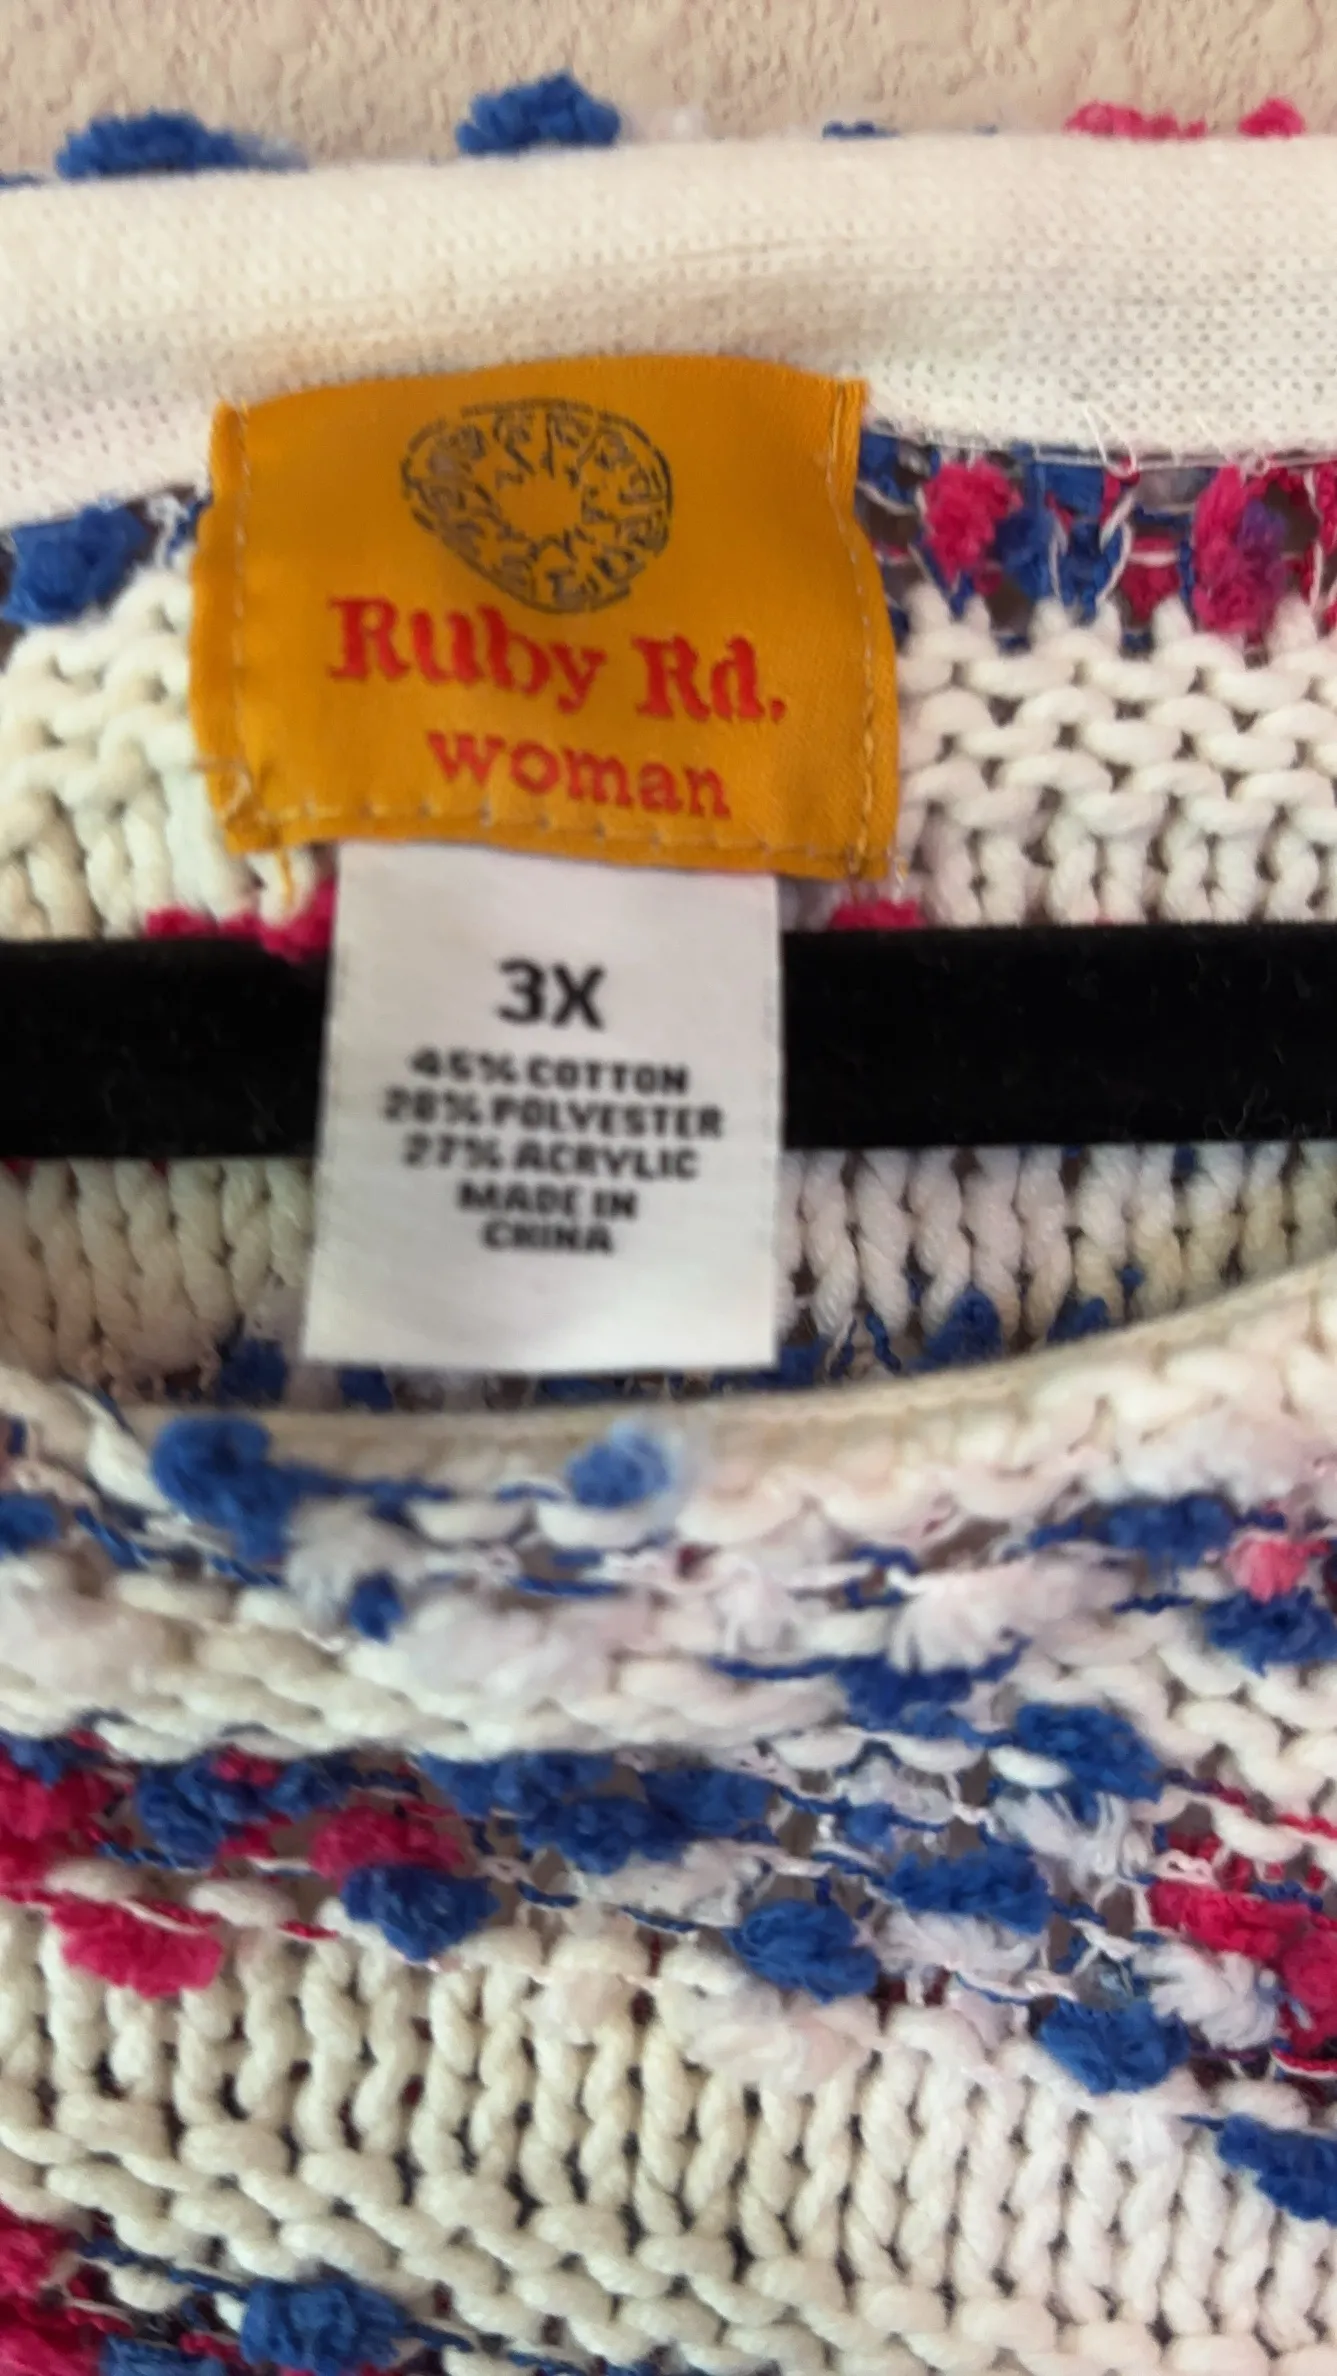 Ruby Rd.
woman
3X
45% COTTON
28% POLYESTER
27% ACRYLIC
MADE IN
CHINA